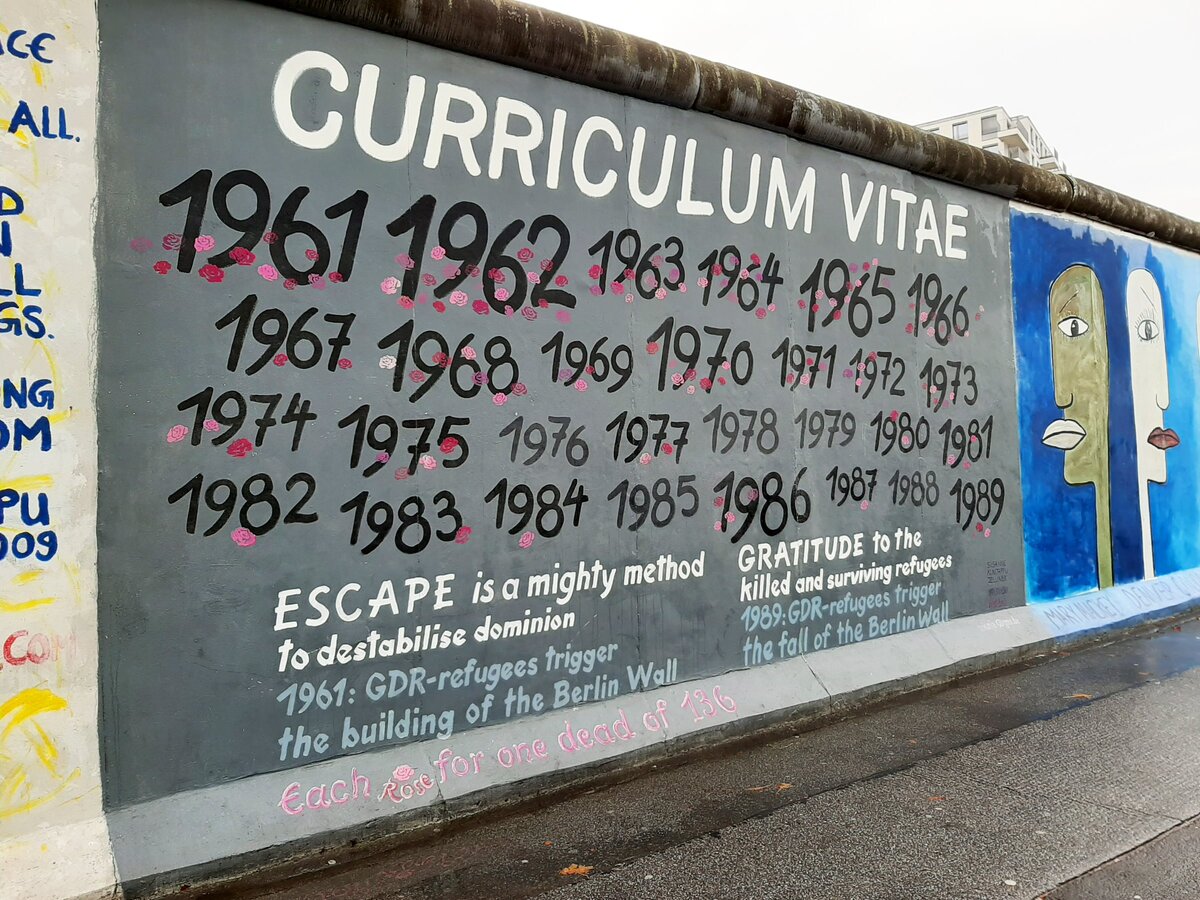 ALL.
CURRICULUM VITAE
1961 1962 1963 1964 1965 1966
1967 1968 1969 1970 1971 1972 1973
1974 1975 1976 1977 1978 1979 1980 1981
1982 1983 1984 1985 1986 1987 1988 1989
ESCAPE is a mighty method
to destabilise dominion
1961: GDR-refugees trigger
the building of the Berlin Wall
GRATITUDE to the
killed and surviving refugees
1989: GDR-refugees trigger
the fall of the Berlin Wall
Each Rose for one dead of 136